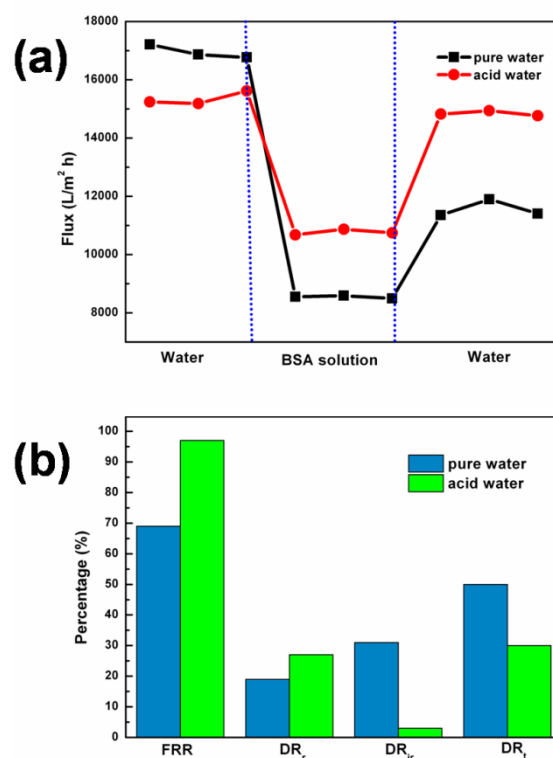 (a)
18000
16000
14000
12000
10000
8000
Flux (L/m² h)
pure water
acid water
Water BSA solution Water
(b)
100
90
80
70
60
50
40
30
20
10
0
Percentage (%)
pure water
acid water
FRR DRᵣ DRᵢᵣ DRₜ